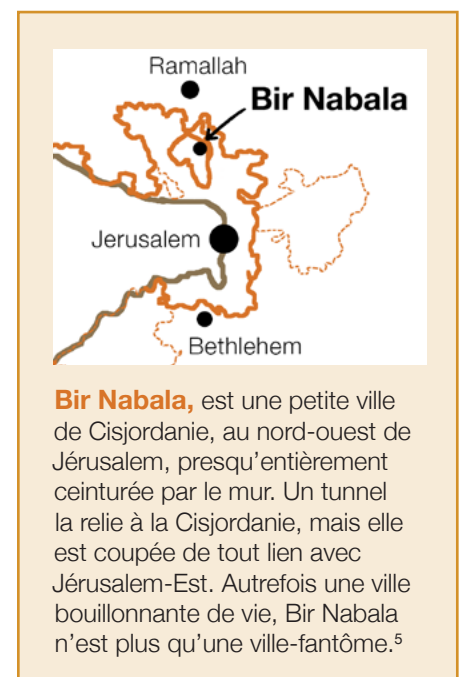 Ramallah
Bir Nabala
Jerusalem
Bethlehem
Bir Nabala, est une petite ville
de Cisjordanie, au nord-ouest de
Jérusalem, presqu’entièrement
ceinturée par le mur. Un tunnel
la relie à la Cisjordanie, mais elle
est coupée de tout lien avec
Jérusalem-Est. Autrefois une ville
bouillonnante de vie, Bir Nabala
n’est plus qu’une ville-fantôme.⁵